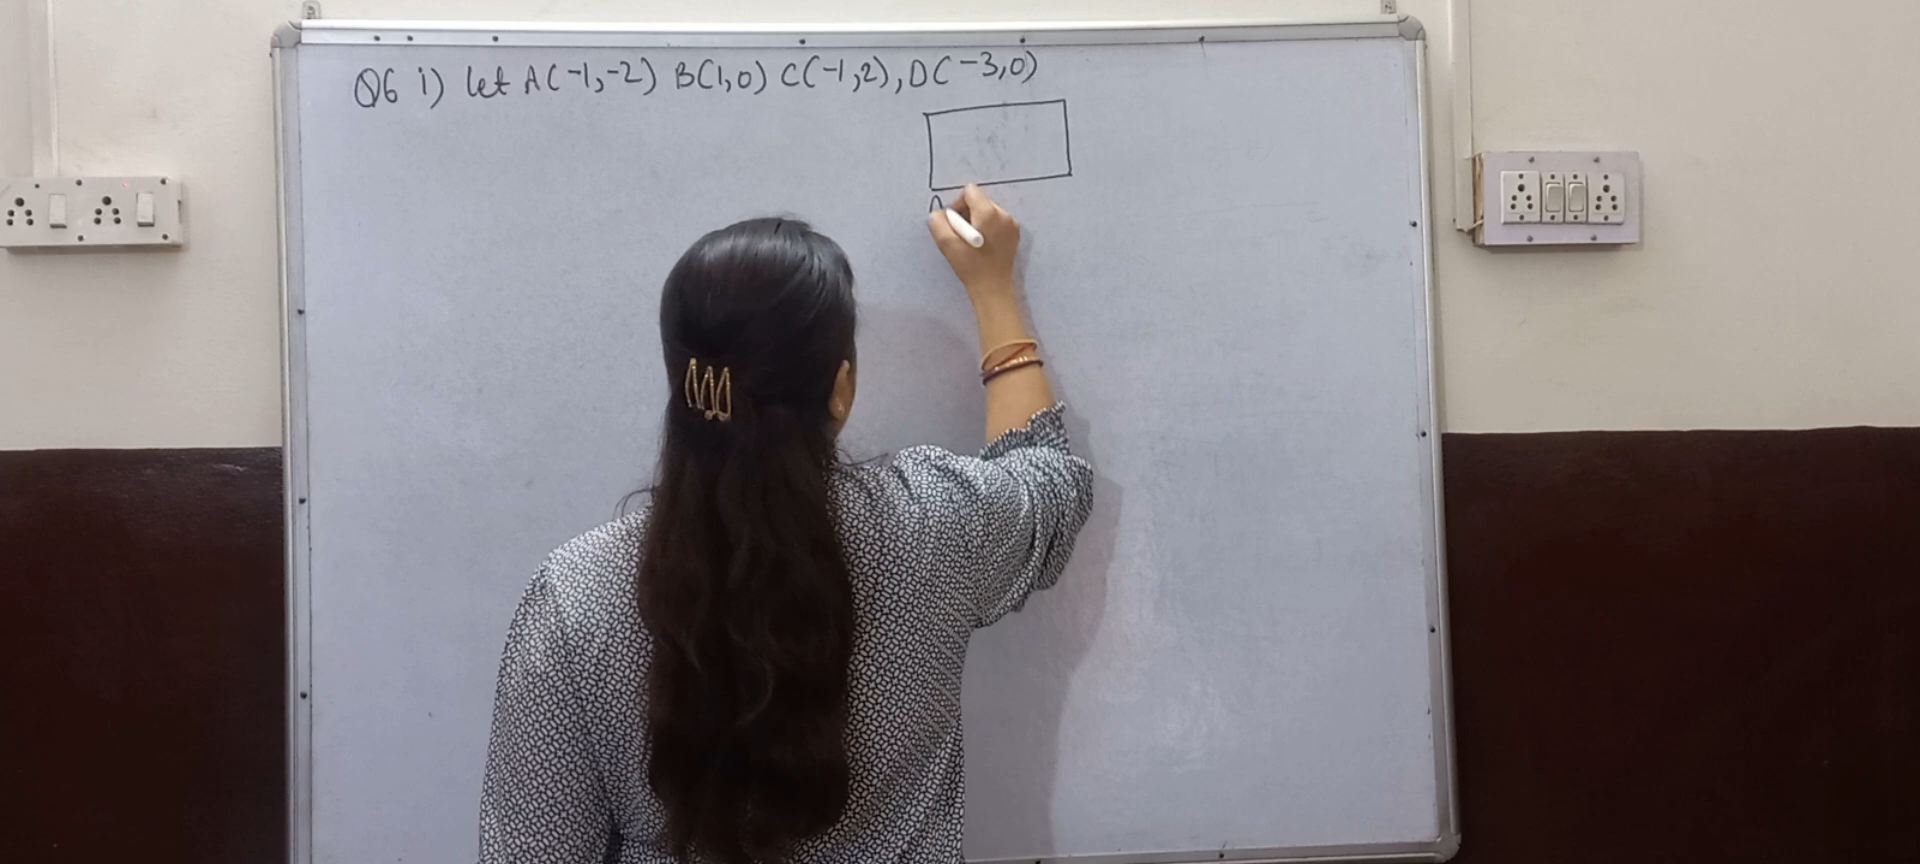 Q6 i) let A(-1,-2) B(1,0) C(-1,2), D(-3,0)
A